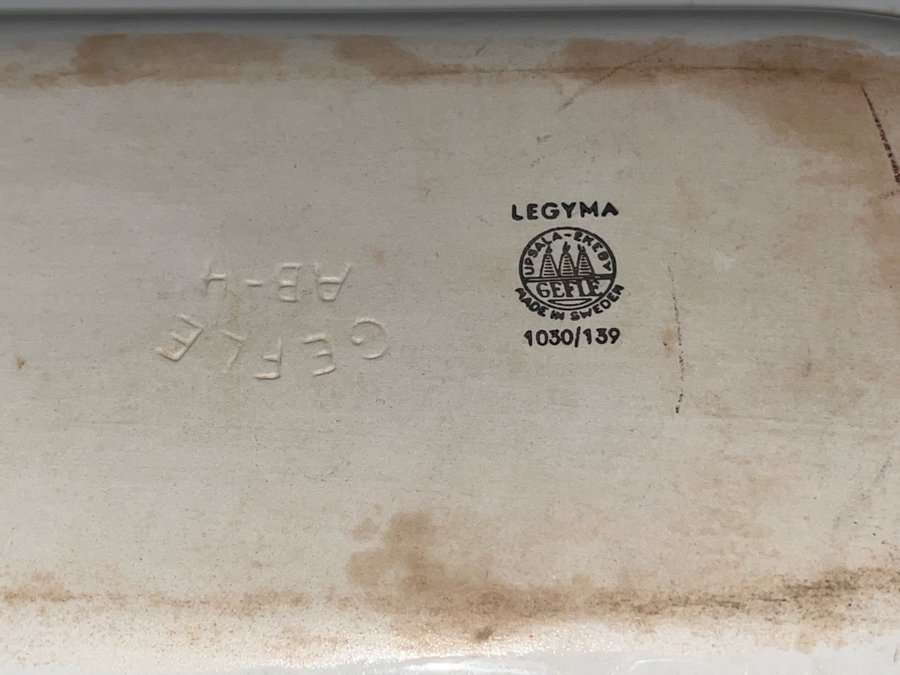 LEGYMA
UPSALA-EKEBY
GEFLE
MADE IN SWEDEN
1030/139
GEFLE
AB-4